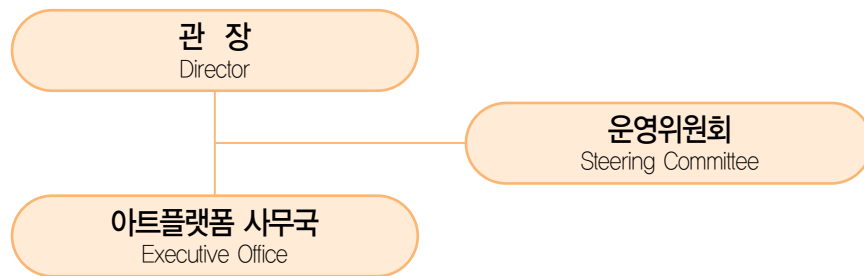 관 장
Director
운영위원회
Steering Committee
아트플랫폼 사무국
Executive Office